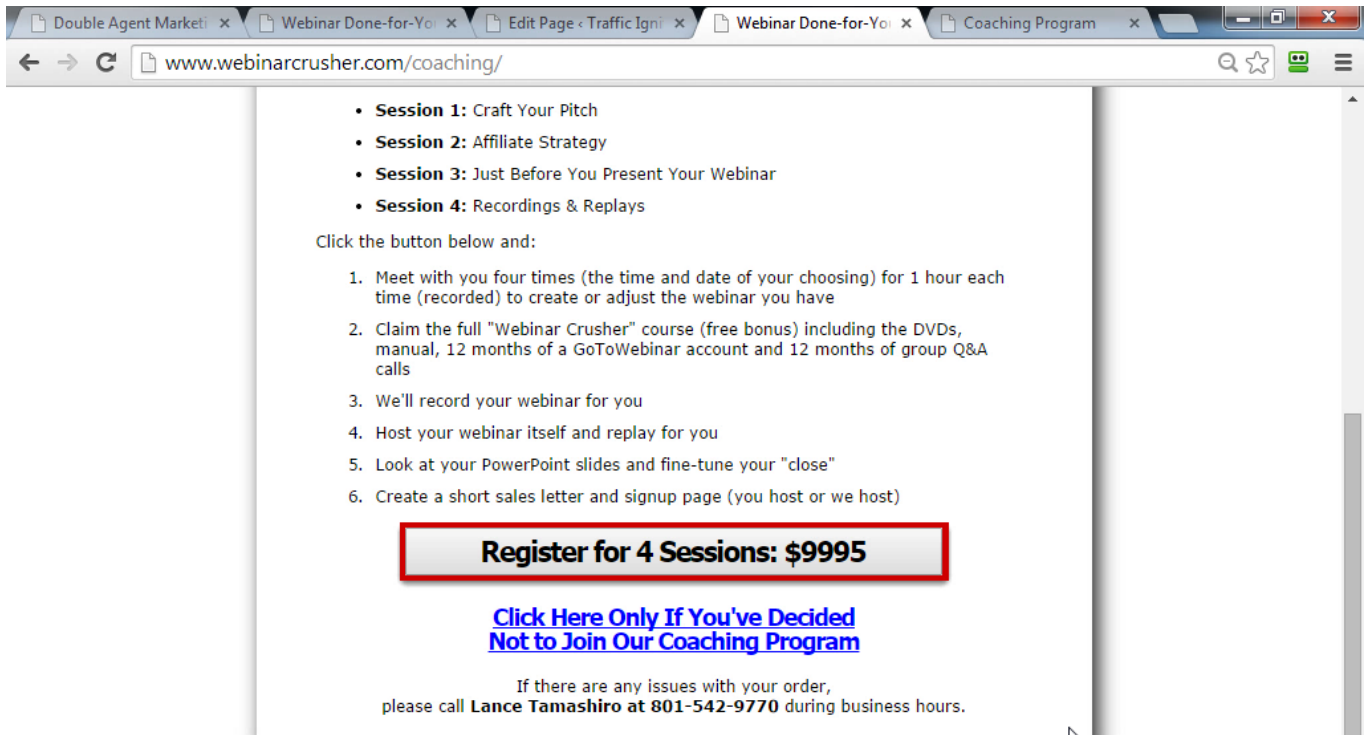 Double Agent Marketi
Webinar Done-for-You
Edit Page ‹ Traffic Igni
Webinar Done-for-You
Coaching Program
www.webinarcrusher.com/coaching/
• Session 1: Craft Your Pitch
• Session 2: Affiliate Strategy
• Session 3: Just Before You Present Your Webinar
• Session 4: Recordings & Replays
Click the button below and:
1. Meet with you four times (the time and date of your choosing) for 1 hour each
time (recorded) to create or adjust the webinar you have
2. Claim the full "Webinar Crusher" course (free bonus) including the DVDs,
manual, 12 months of a GoToWebinar account and 12 months of group Q&A
calls
3. We'll record your webinar for you
4. Host your webinar itself and replay for you
5. Look at your PowerPoint slides and fine-tune your "close"
6. Create a short sales letter and signup page (you host or we host)
Register for 4 Sessions: $9995
Click Here Only If You've Decided
Not to Join Our Coaching Program
If there are any issues with your order,
please call Lance Tamashiro at 801-542-9770 during business hours.